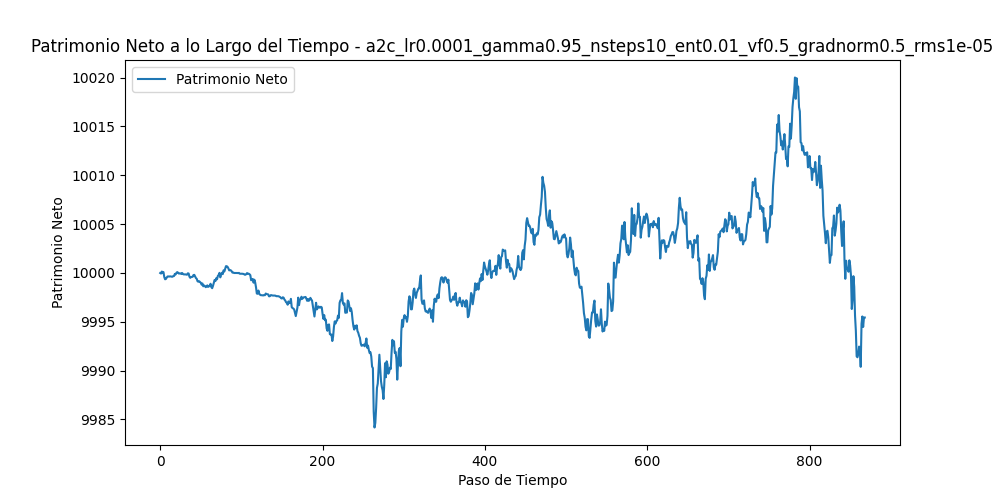 Patrimonio Neto a lo Largo del Tiempo - a2c_lr0.0001_gamma0.95_nsteps10_ent0.01_vf0.5_gradnorm0.5_rms1e-05
Patrimonio Neto
10020
10015
10010
10005
10000
9995
9990
9985
Patrimonio Neto
0 200 400 600 800
Paso de Tiempo